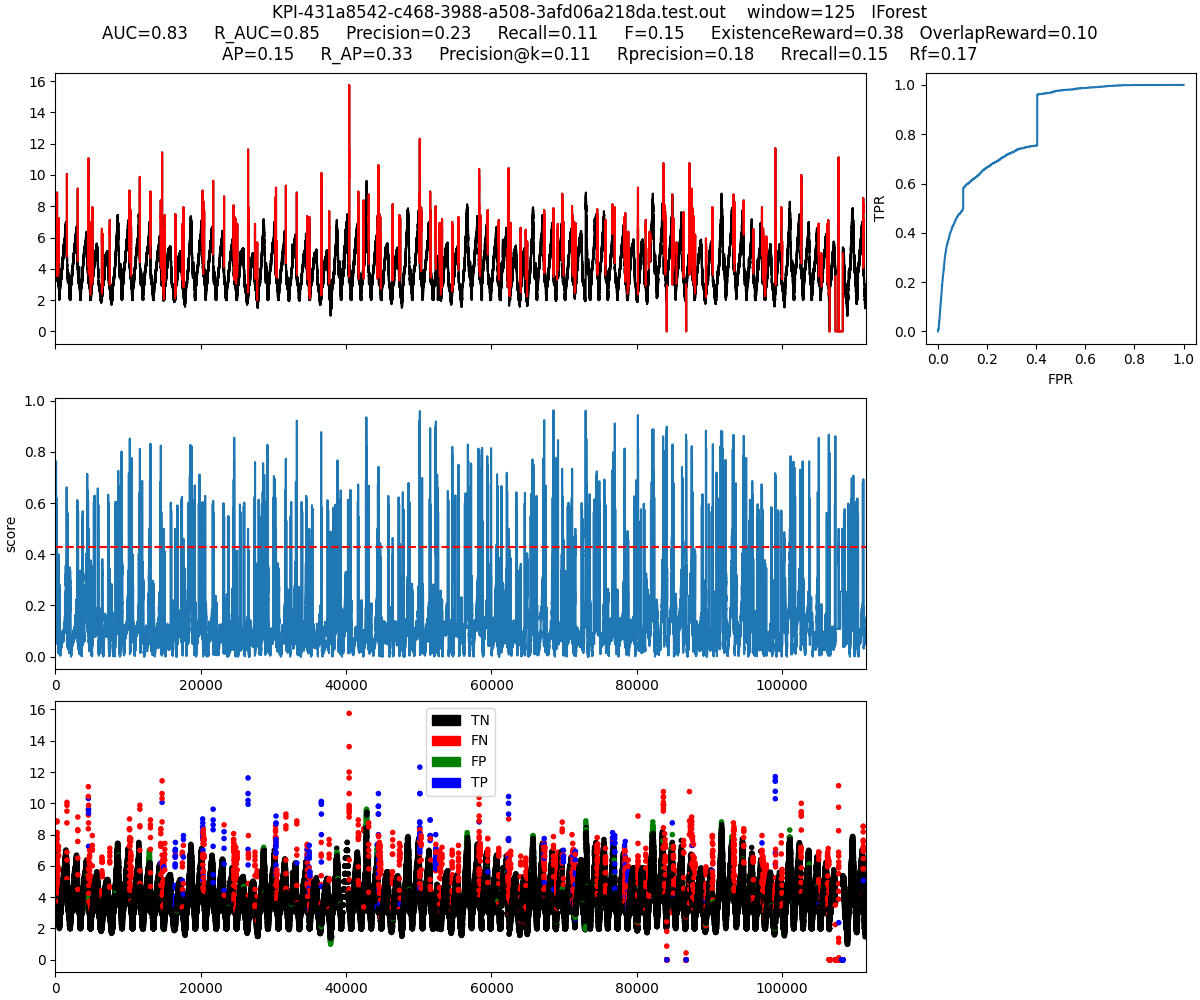 KPI-431a8542-c468-3988-a508-3afd06a218da.test.out    window=125   IForest
AUC=0.83     R_AUC=0.85     Precision=0.23     Recall=0.11     F=0.15     ExistenceReward=0.38   OverlapReward=0.10
AP=0.15     R_AP=0.33     Precision@k=0.11     Rprecision=0.18     Rrecall=0.15     Rf=0.17
16
14
12
10
8
6
4
2
0
1.0
0.8
0.6
0.4
0.2
0.0
TPR
0.0 0.2 0.4 0.6 0.8 1.0
FPR
1.0
0.8
0.6
0.4
0.2
0.0
score
0 20000 40000 60000 80000 100000
16
14
12
10
8
6
4
2
0
TN
FN
FP
TP
0 20000 40000 60000 80000 100000